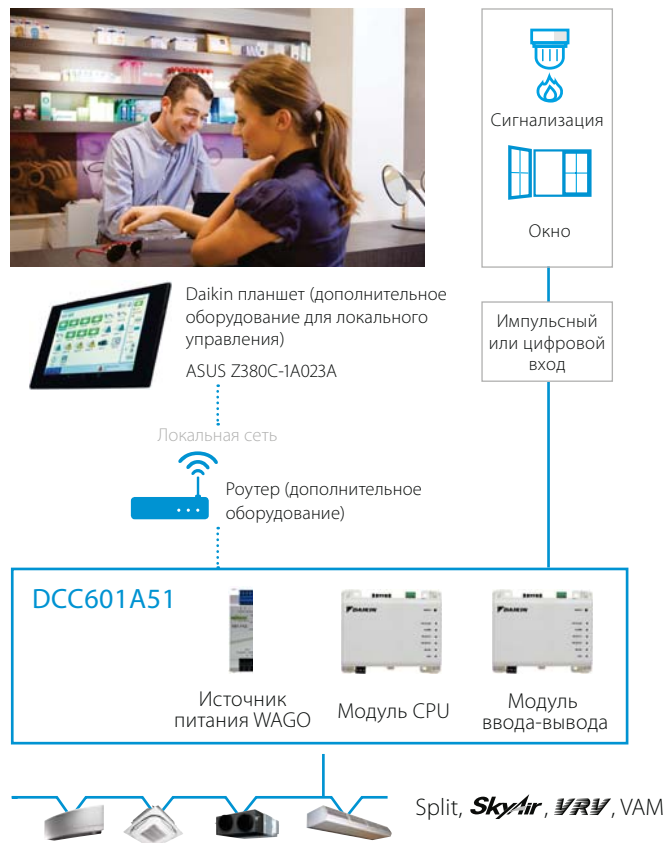 Сигнализация
Окно
Daikin планшет (дополнительное
оборудование для локального
управления)
ASUS Z380C-1A023A
Импульсный
или цифровой
вход
Локальная сеть
Роутер (дополнительное
оборудование)
DCC601A51
DAIKIN
DAIKIN
Источник
питания WAGO
Модуль CPU
Модуль
ввода-вывода
Split, SkyAir, VRV, VAM